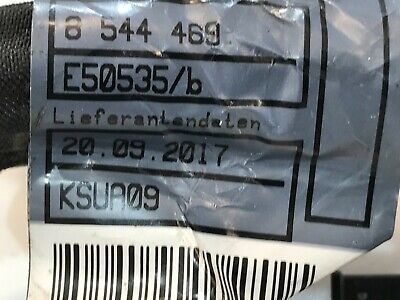 8 544 469
E50535/b
Lieferantendaten
20.09.2017
KSUA09